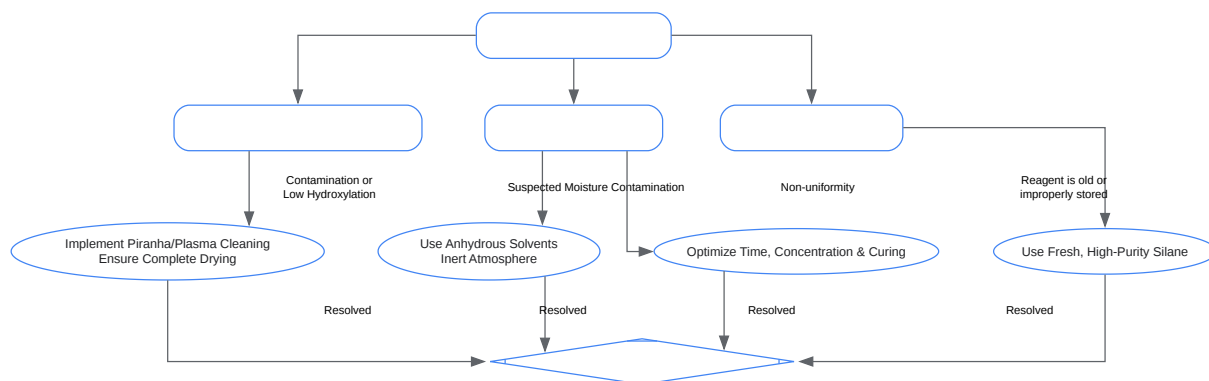 Contamination or
Low Hydroxylation
Suspected Moisture Contamination
Non-uniformity
Reagent is old or
improperly stored
Implement Piranha/Plasma Cleaning
Ensure Complete Drying
Use Anhydrous Solvents
Inert Atmosphere
Optimize Time, Concentration & Curing
Use Fresh, High-Purity Silane
Resolved
Resolved
Resolved
Resolved